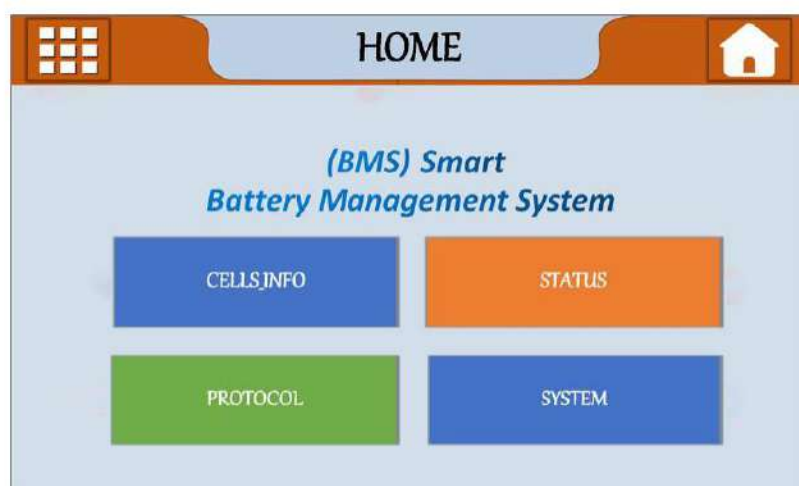 HOME
(BMS) Smart
Battery Management System
CELLS_INFO
STATUS
PROTOCOL
SYSTEM